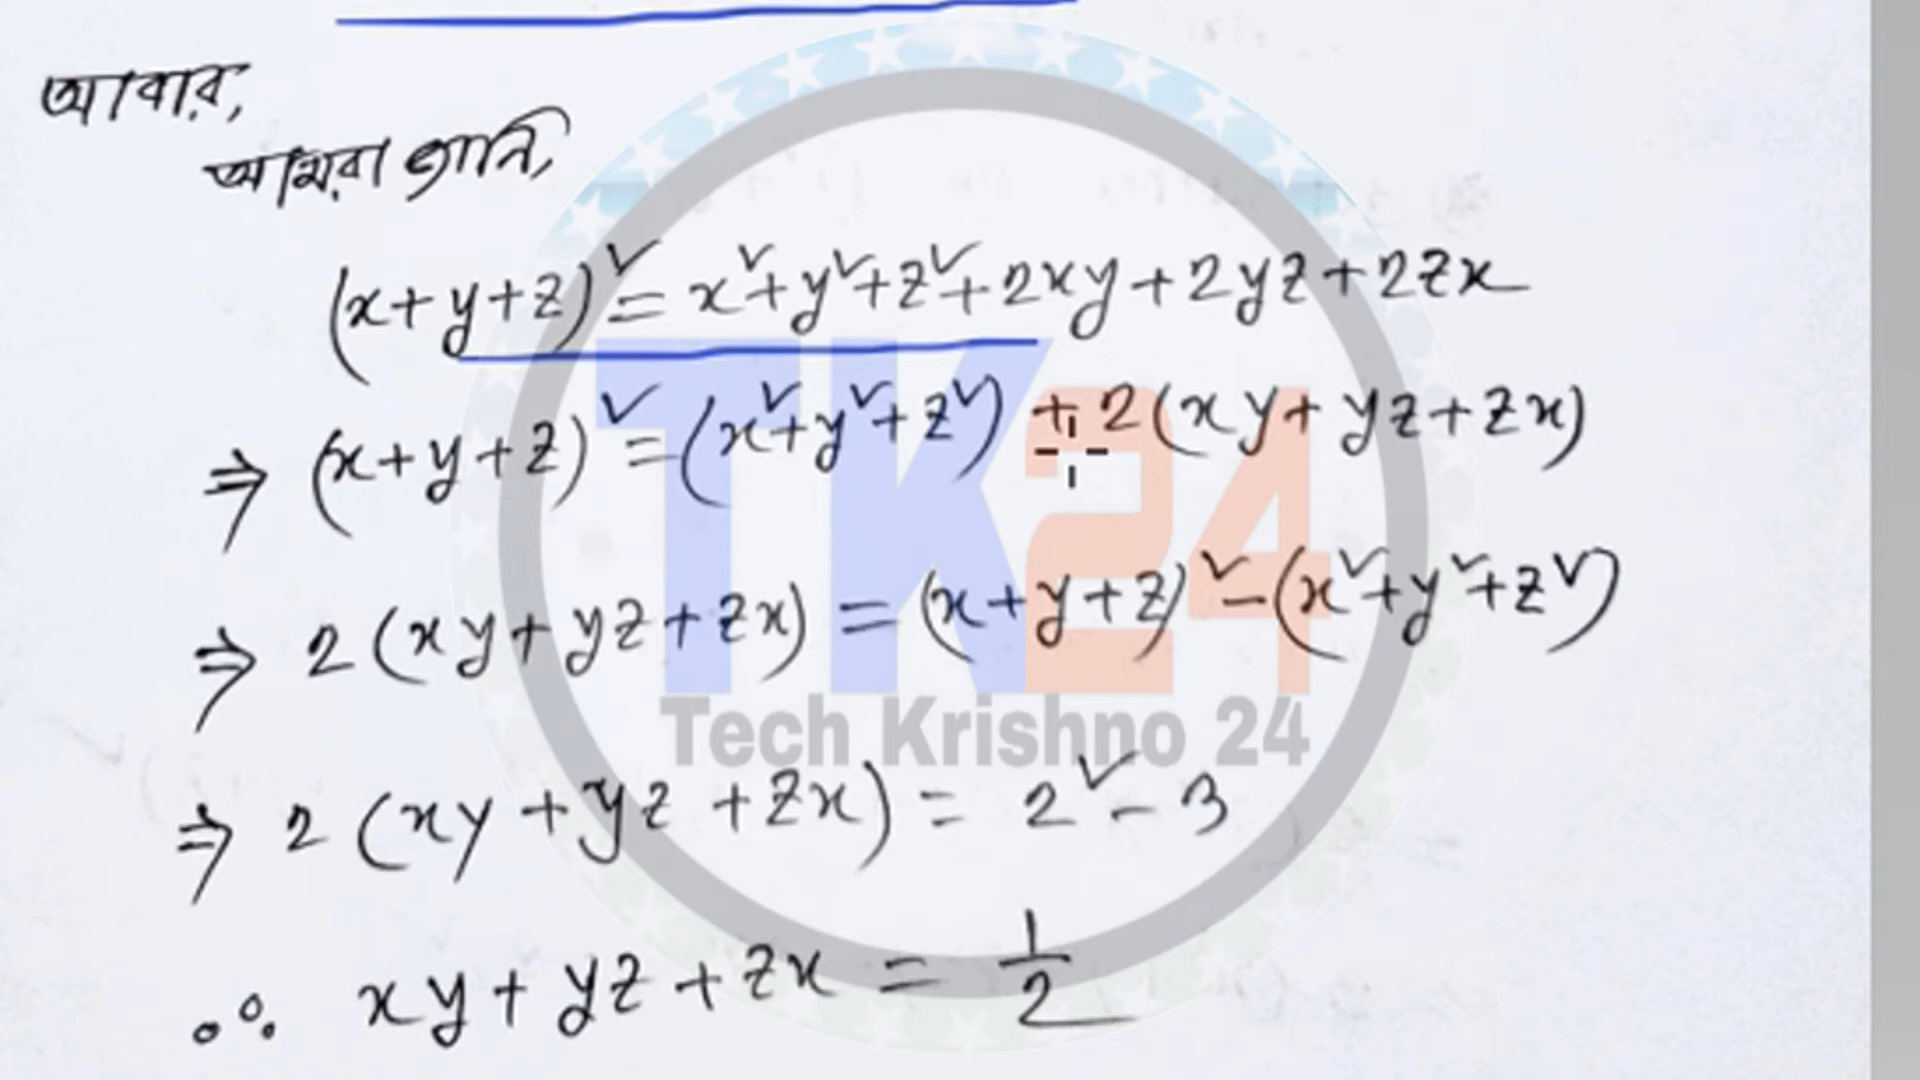 আবার,
আমরা জানি,
(x+y+z)² = x²+y²+z²+2xy+2yz+2zx
⇒ (x+y+z)² = (x²+y²+z²) + 2(xy+yz+zx)
⇒ 2(xy+yz+zx) = (x+y+z)² - (x²+y²+z²)
TK24
Tech Krishno 24
⇒ 2(xy+yz+zx) = 2² - 3
∴ xy+yz+zx = 1/2